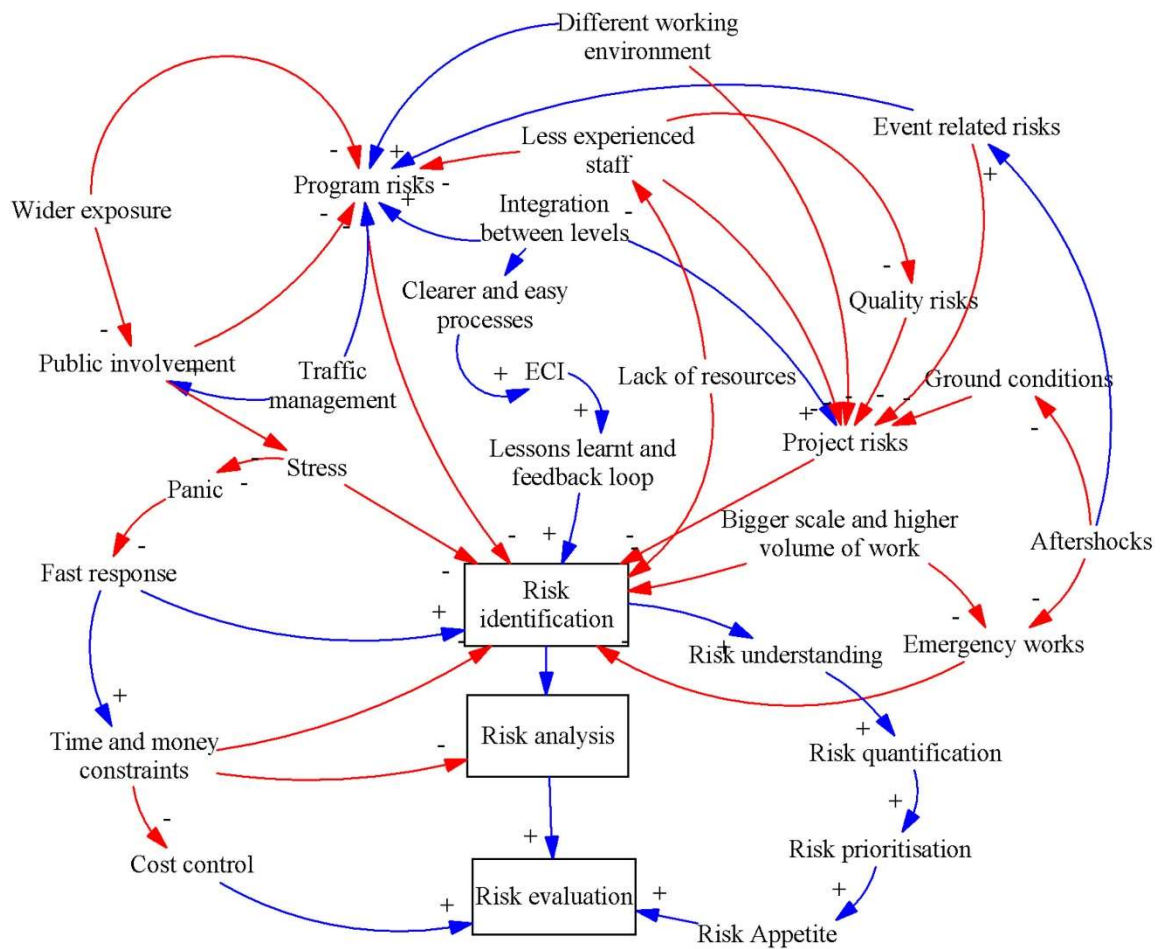 Different working
environment
Event related risks
Less experienced
staff
Program risks
Wider exposure
Integration
between levels
Clearer and easy
processes
Quality risks
Public involvement
Traffic
management
ECI
Lack of resources
Ground conditions
Lessons learnt and
feedback loop
Project risks
Stress
Panic
Bigger scale and higher
volume of work
Aftershocks
Fast response
Risk
identification
Risk understanding
Emergency works
Time and money
constraints
Risk analysis
Risk quantification
Cost control
Risk prioritisation
Risk evaluation
Risk Appetite